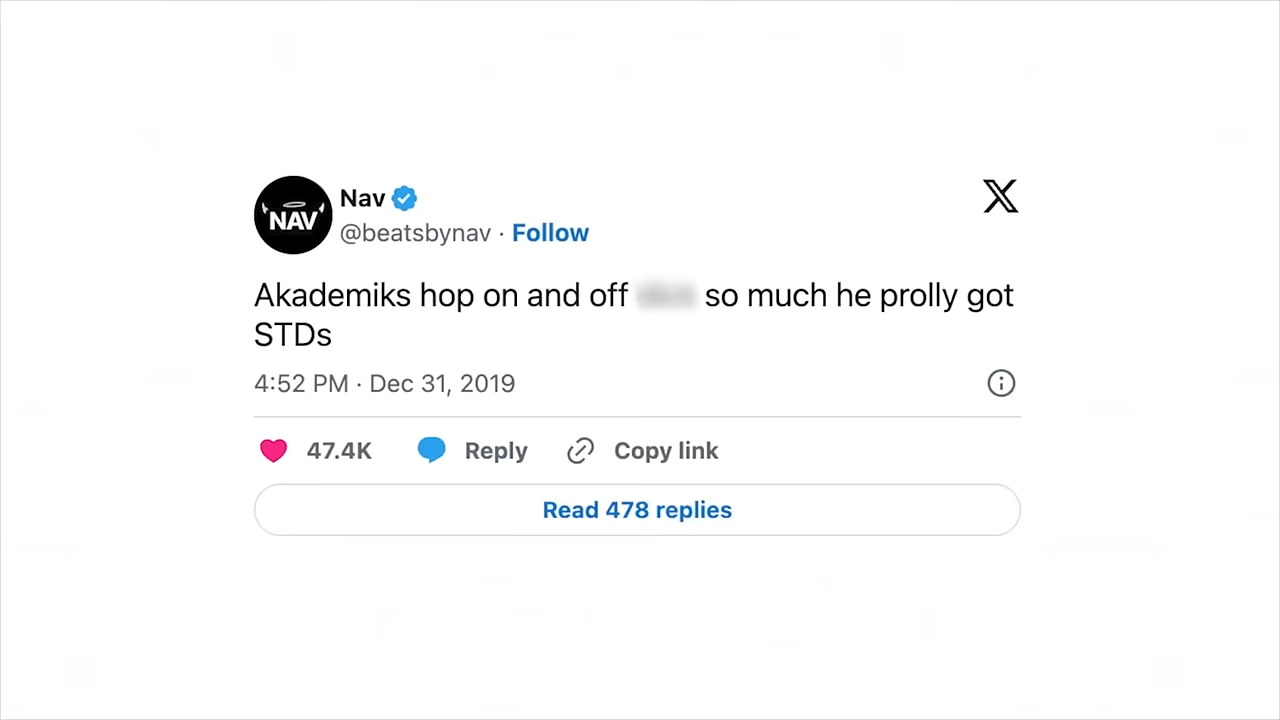 NAV
Nav
@beatsbynav · Follow
Akademiks hop on and off so much he prolly got
STDs
4:52 PM · Dec 31, 2019
47.4K Reply Copy link
Read 478 replies